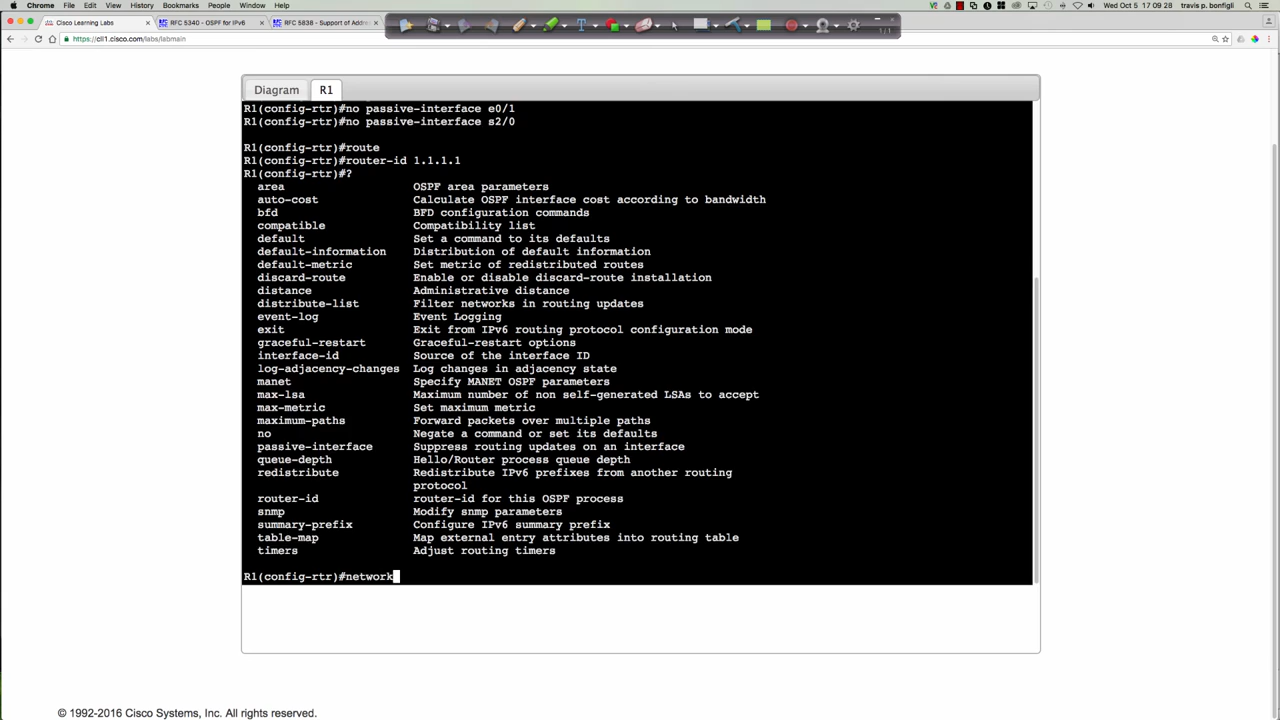 Chrome File Edit View History Bookmarks People Window Help
Wed Oct 5 17 09 28 travis p. bonfigli
Cisco Learning Labs
RFC 5340 - OSPF for IPv6
RFC 5838 - Support of Addre
https://cll1.cisco.com/labs/labmain
Diagram R1
R1(config-rtr)#no passive-interface e0/1
R1(config-rtr)#no passive-interface s2/0
R1(config-rtr)#route
R1(config-rtr)#router-id 1.1.1.1
R1(config-rtr)#?
area OSPF area parameters
auto-cost Calculate OSPF interface cost according to bandwidth
bfd BFD configuration commands
compatible Compatibility list
default Set a command to its defaults
default-information Distribution of default information
default-metric Set metric of redistributed routes
discard-route Enable or disable discard-route installation
distance Administrative distance
distribute-list Filter networks in routing updates
event-log Event Logging
exit Exit from IPv6 routing protocol configuration mode
graceful-restart Graceful-restart options
interface-id Source of the interface ID
log-adjacency-changes Log changes in adjacency state
manet Specify MANET OSPF parameters
max-lsa Maximum number of non self-generated LSAs to accept
max-metric Set maximum metric
maximum-paths Forward packets over multiple paths
no Negate a command or set its defaults
passive-interface Suppress routing updates on an interface
queue-depth Hello/Router process queue depth
redistribute Redistribute IPv6 prefixes from another routing
protocol
router-id router-id for this OSPF process
snmp Modify snmp parameters
summary-prefix Configure IPv6 summary prefix
table-map Map external entry attributes into routing table
timers Adjust routing timers
R1(config-rtr)#network
© 1992-2016 Cisco Systems, Inc. All rights reserved.